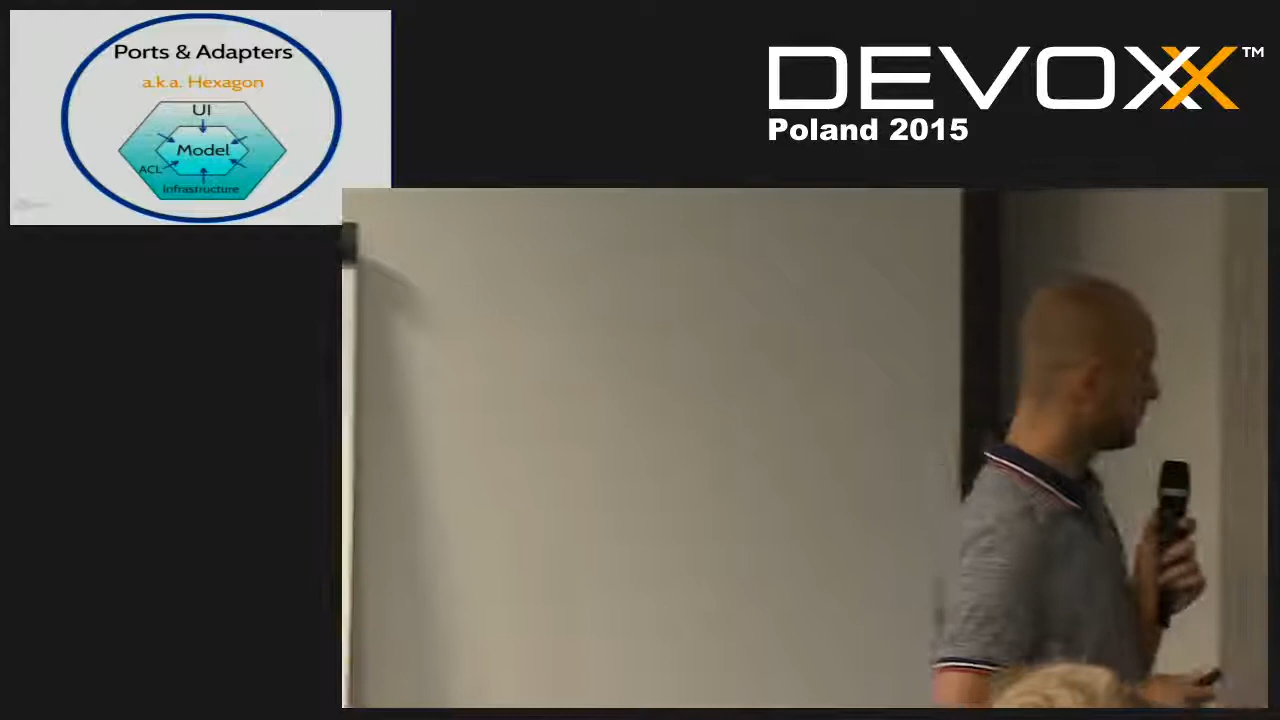 Ports & Adapters
a.k.a. Hexagon
UI
Model
ACL
Infrastructure
DEVOXX™
Poland 2015